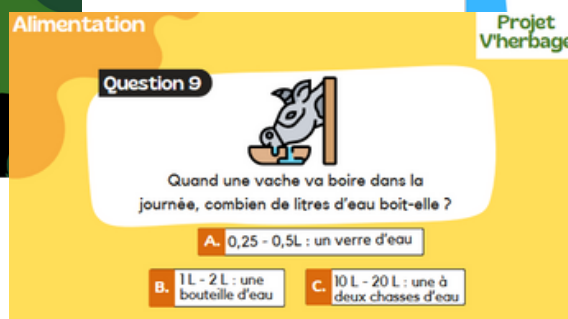 Alimentation
Projet
V'herbage
Question 9
Quand une vache va boire dans la
journée, combien de litres d'eau boit-elle ?
A. 0,25 - 0,5L : un verre d'eau
B. 1 L - 2 L : une
bouteille d'eau
C. 10 L - 20 L : une à
deux chasses d'eau